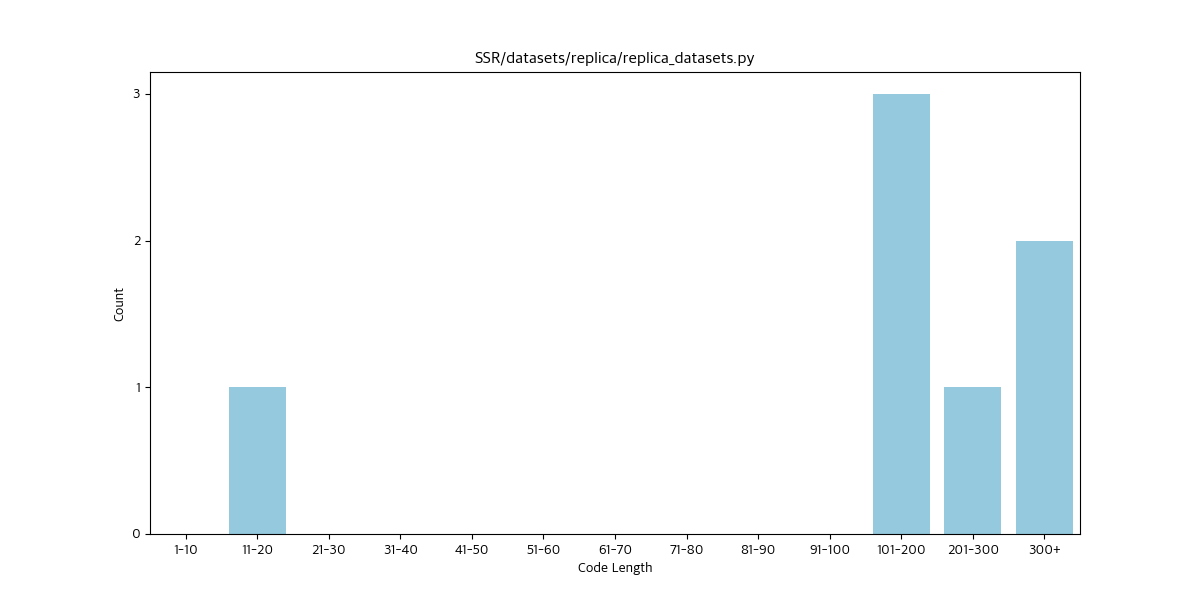 SSR/datasets/replica/replica_datasets.py
3
2
1
0
Count
1-10 11-20 21-30 31-40 41-50 51-60 61-70 71-80 81-90 91-100 101-200 201-300 300+
Code Length